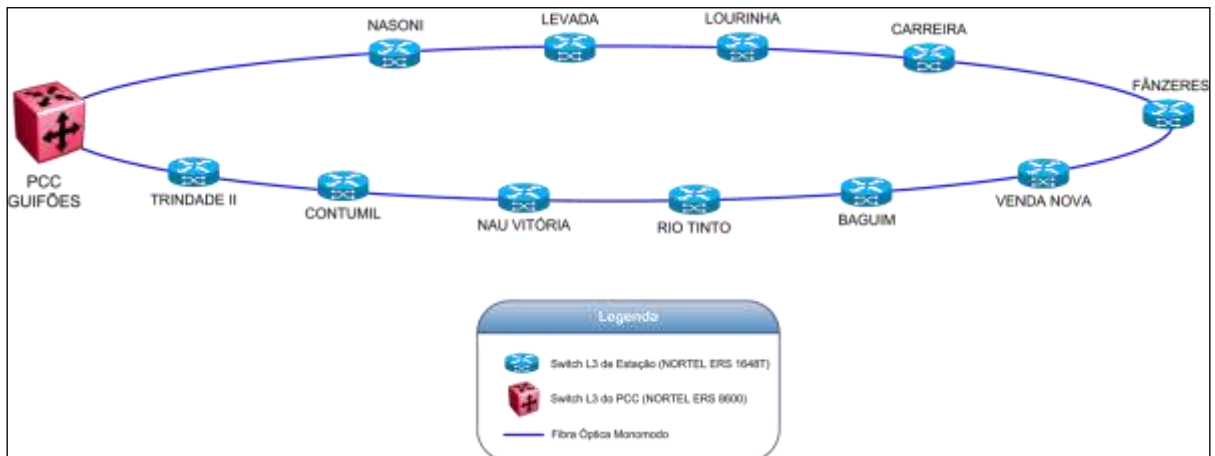 NASONI
LEVADA
LOURINHA
CARREIRA
FÂNZERES
PCC
GUIFÕES
TRINDADE II
CONTUMIL
NAU VITÓRIA
RIO TINTO
BAGUIM
VENDA NOVA
Legenda
Switch L3 de Estação (NORTEL ERS 1648T)
Switch L3 do PCC (NORTEL ERS 8600)
Fibra Óptica Monomodo